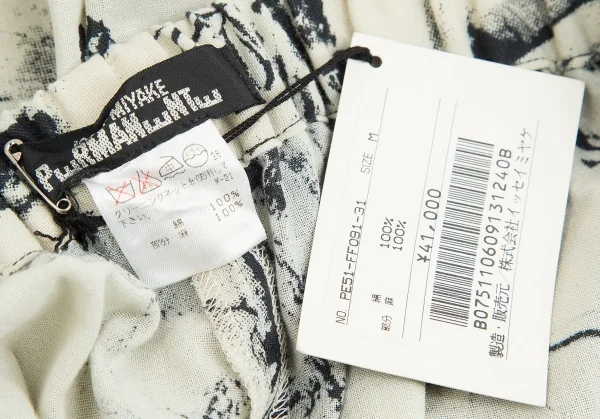 MIYAKE
PERMANENTE
クリーニングネットを使用して
下さい。
Y-21
綿 100%
部分 麻 100%
NO. PE51-FF091-31 SIZE M
綿 100%
部分 麻 100%
¥41,000
B075110609131240B
製造・販売元/株式会社イッセイミヤケ